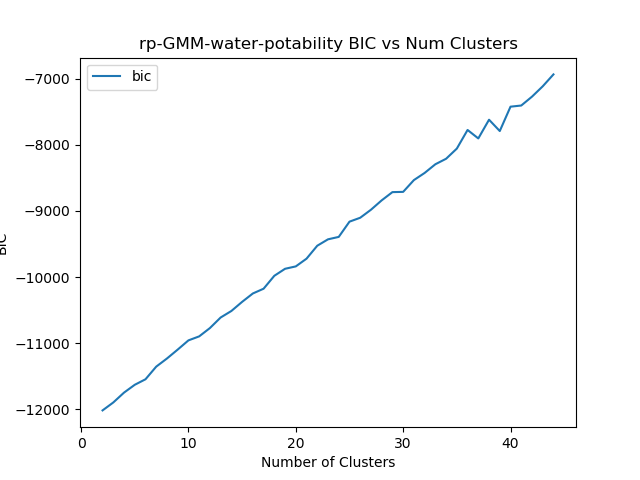 rp-GMM-water-potability BIC vs Num Clusters
bic
−7000
−8000
−9000
−10000
−11000
−12000
BIC
0 10 20 30 40
Number of Clusters